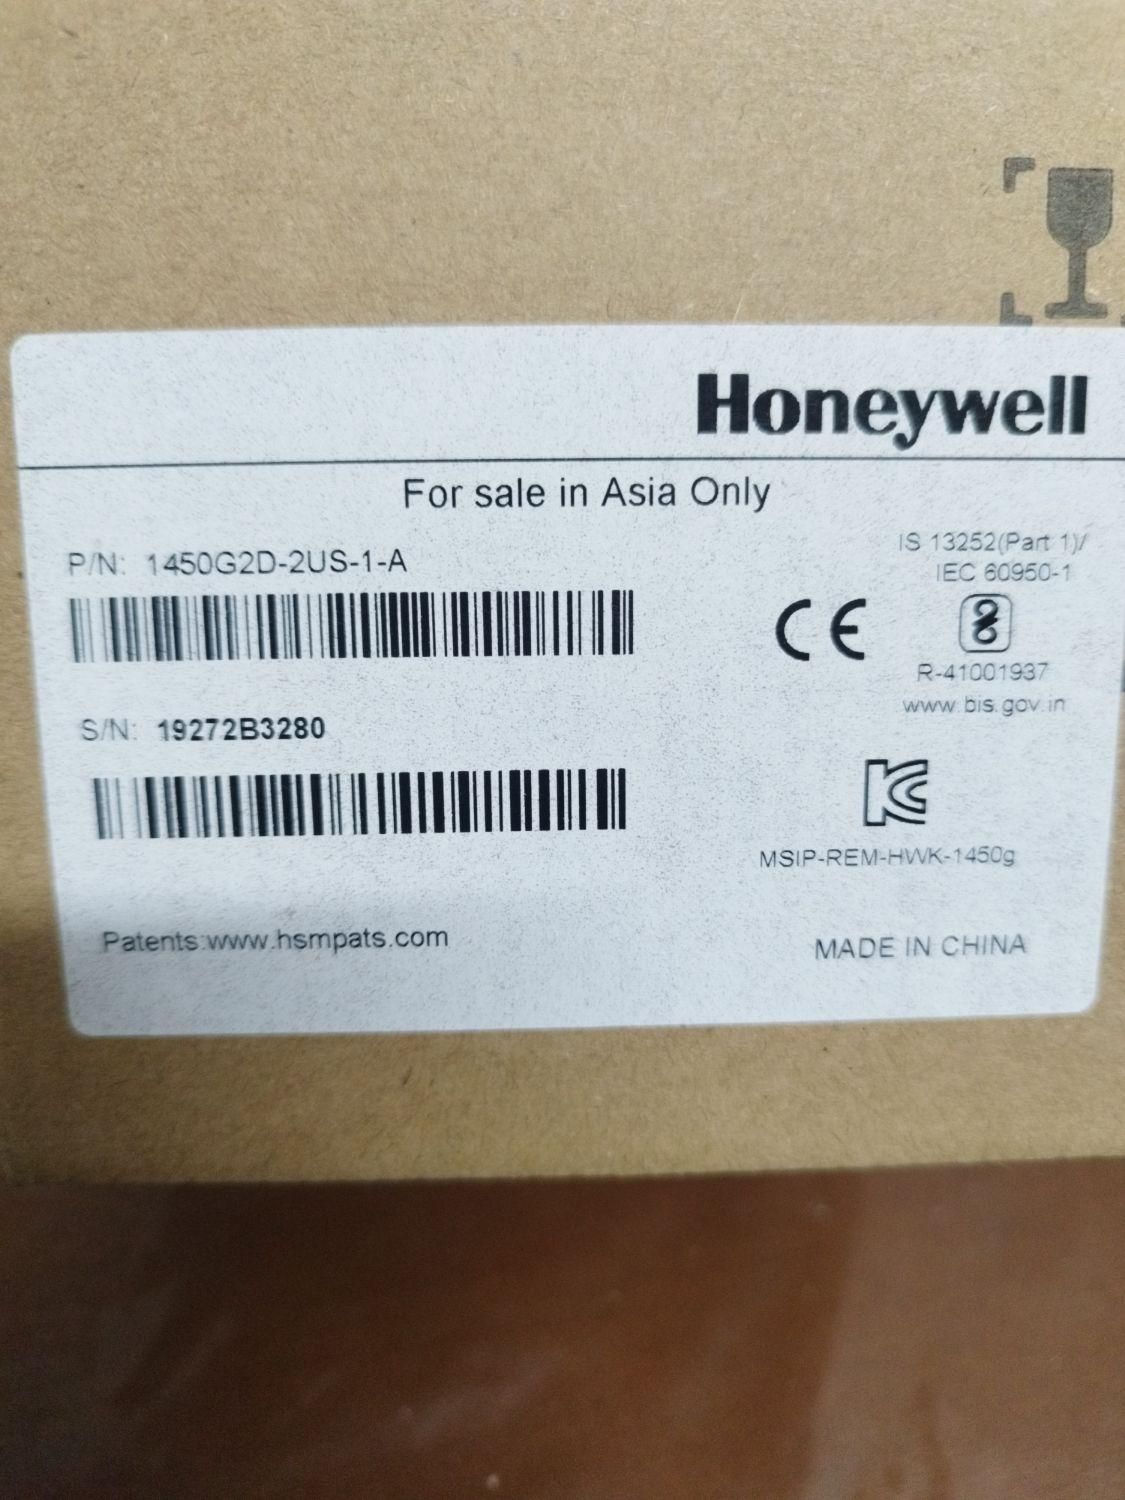 Honeywell
For sale in Asia Only
P/N: 1450G2D-2US-1-A
IS 13252(Part 1)/
IEC 60950-1
CE
R-41001937
www.bis.gov.in
S/N: 19272B3280
MSIP-REM-HWK-1450g
Patents:www.hsmpats.com
MADE IN CHINA